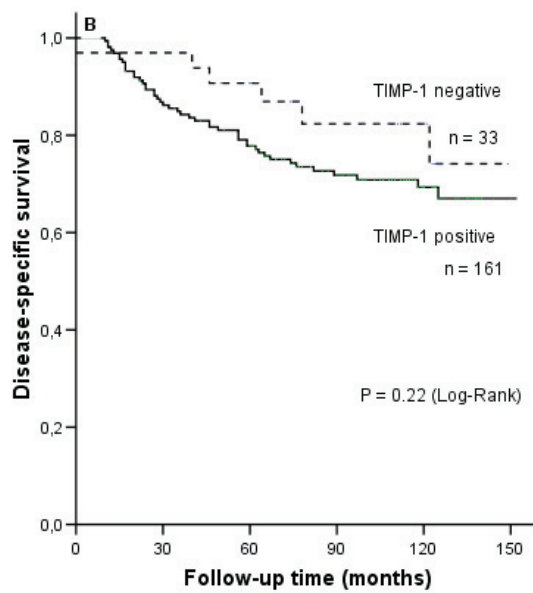 B
1,0
0,8
0,6
0,4
0,2
0,0
Disease-specific survival
TIMP-1 negative
n = 33
TIMP-1 positive
n = 161
P = 0.22 (Log-Rank)
0 30 60 90 120 150
Follow-up time (months)